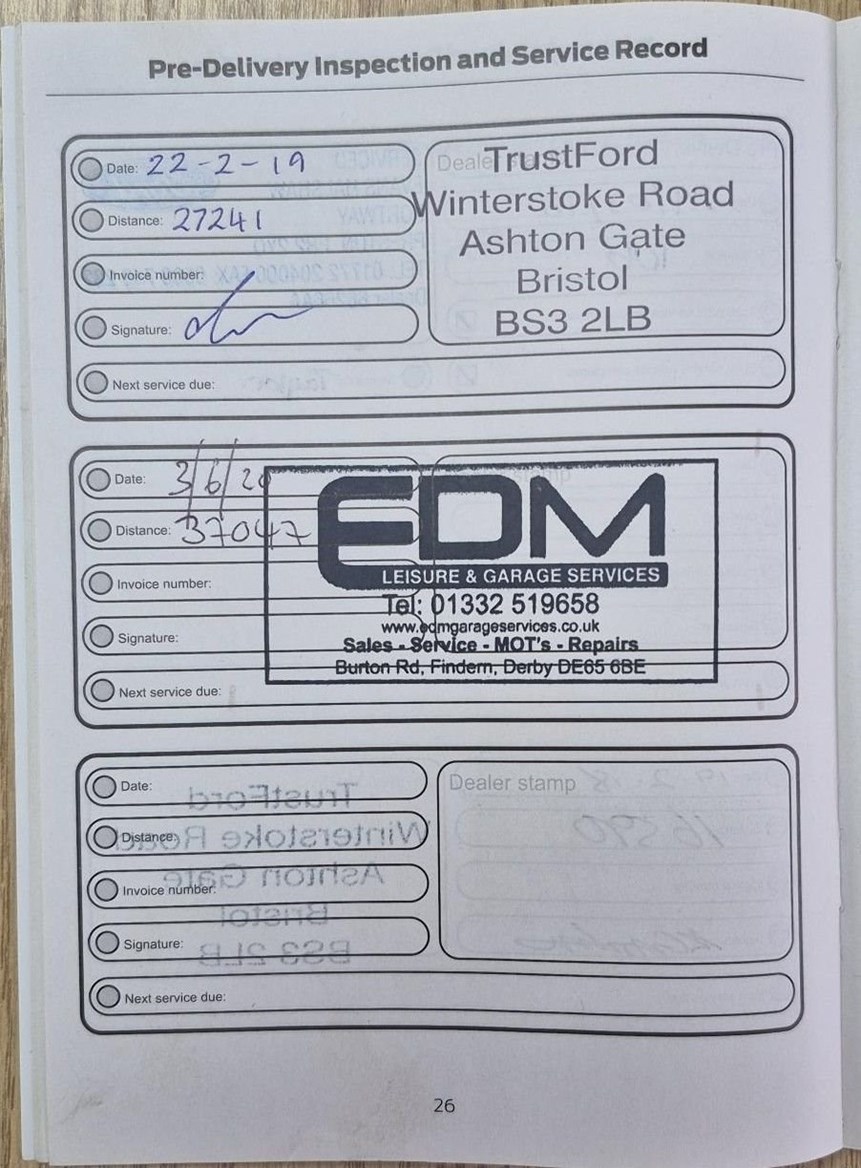 Pre-Delivery Inspection and Service Record
Date: 22-2-19
Distance: 27241
Invoice number:
Signature:
Next service due:
Dealer
TrustFord
Winterstoke Road
Ashton Gate
Bristol
BS3 2LB
Date: 3/6/20
Distance: 37047
Invoice number:
Signature:
Next service due:
EDM
LEISURE & GARAGE SERVICES
Tel: 01332 519658
www.edmgarageservices.co.uk
Sales - Service - MOT's - Repairs
Burton Rd, Findern, Derby DE65 6BE
Date:
Distance:
Invoice number:
Signature:
Next service due:
Dealer stamp
26